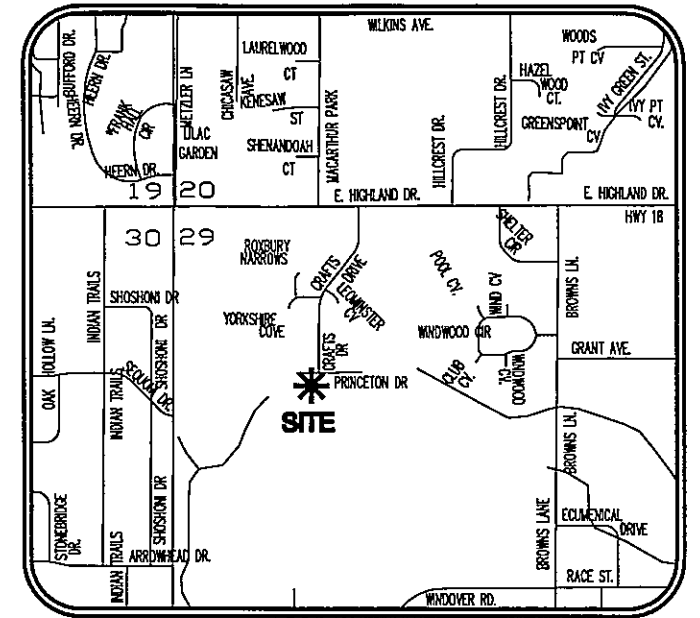 WILKINS AVE.
BUFFORD DR.
HEERN DR.
HEERN DR.
"FRANK HALL CIR
HEERN DR.
METZLER LN
LILAC GARDEN
CHICASAW AVE.
LAURELWOOD CT
KENESAW ST
SHENANDOAH CT
MACARTHUR PARK
HILLCREST DR.
HILLCREST DR.
HAZEL WOOD CT.
WOODS PT CV
IVY GREEN ST.
IVY PT CV.
GREENSPOINT CV
19 20
E. HIGHLAND DR.
E. HIGHLAND DR.
HWY 18
30 29
ROXBURY NARROWS
CRAFTS DRIVE
LEOMINSTER CV
YORKSHIRE COVE
CRAFTS DR
PRINCETON DR
SITE
SHELTER CIR
POOL CV.
WIND CV
WINDWOOD CIR
CLUB CV.
WINDWOOD CV.
BROWNS LN.
GRANT AVE.
HOLLOW LN.
OAK
INDIAN TRAILS
SHOSHONI DR
SHOSHONI DR
SEQUOIA DR.
INDIAN TRAILS
SHOSHONI DR
STONEBRIDGE DR.
ARROWHEAD DR.
INDIAN TRAILS
BROWNS LN.
BROWNS LANE
ECUMENICAL DRIVE
RACE ST.
WINDOVER RD.